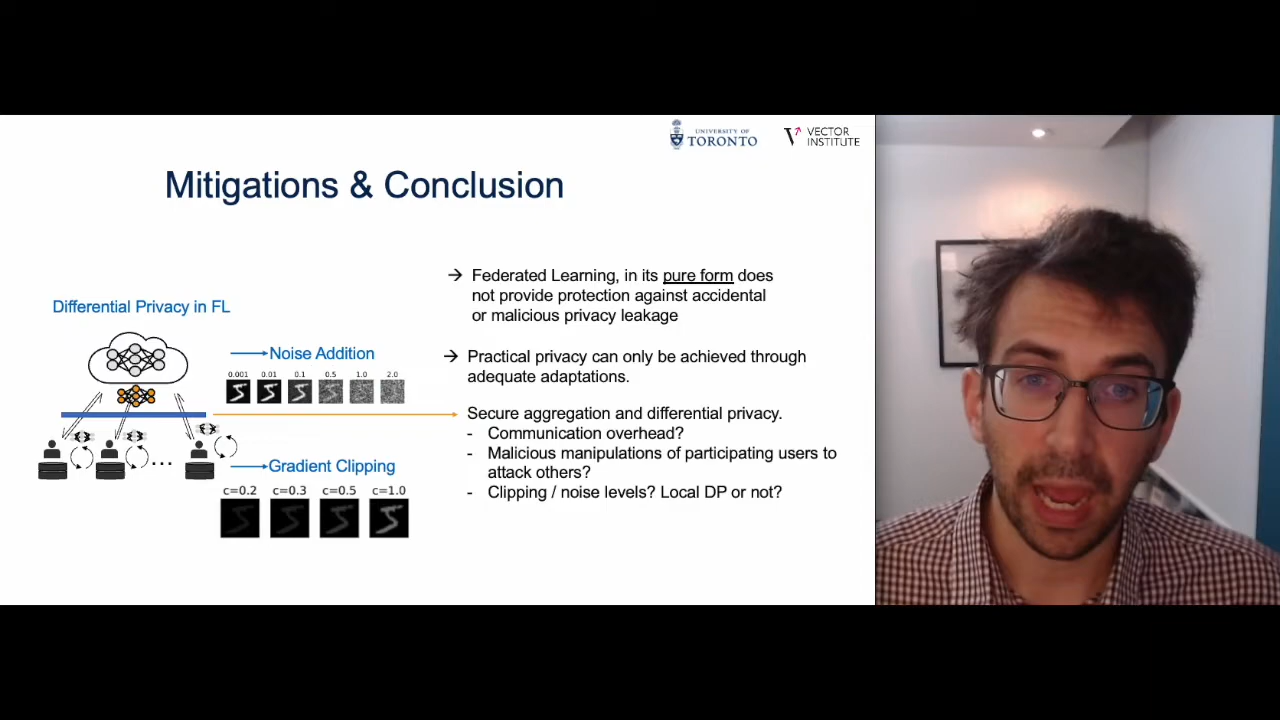 UNIVERSITY OF
TORONTO
VECTOR
INSTITUTE
Mitigations & Conclusion
Differential Privacy in FL
Noise Addition
0.001 0.01 0.1 0.5 1.0 2.0
Gradient Clipping
c=0.2 c=0.3 c=0.5 c=1.0
→ Federated Learning, in its pure form does
not provide protection against accidental
or malicious privacy leakage
→ Practical privacy can only be achieved through
adequate adaptations.
Secure aggregation and differential privacy.
- Communication overhead?
- Malicious manipulations of participating users to
attack others?
- Clipping / noise levels? Local DP or not?